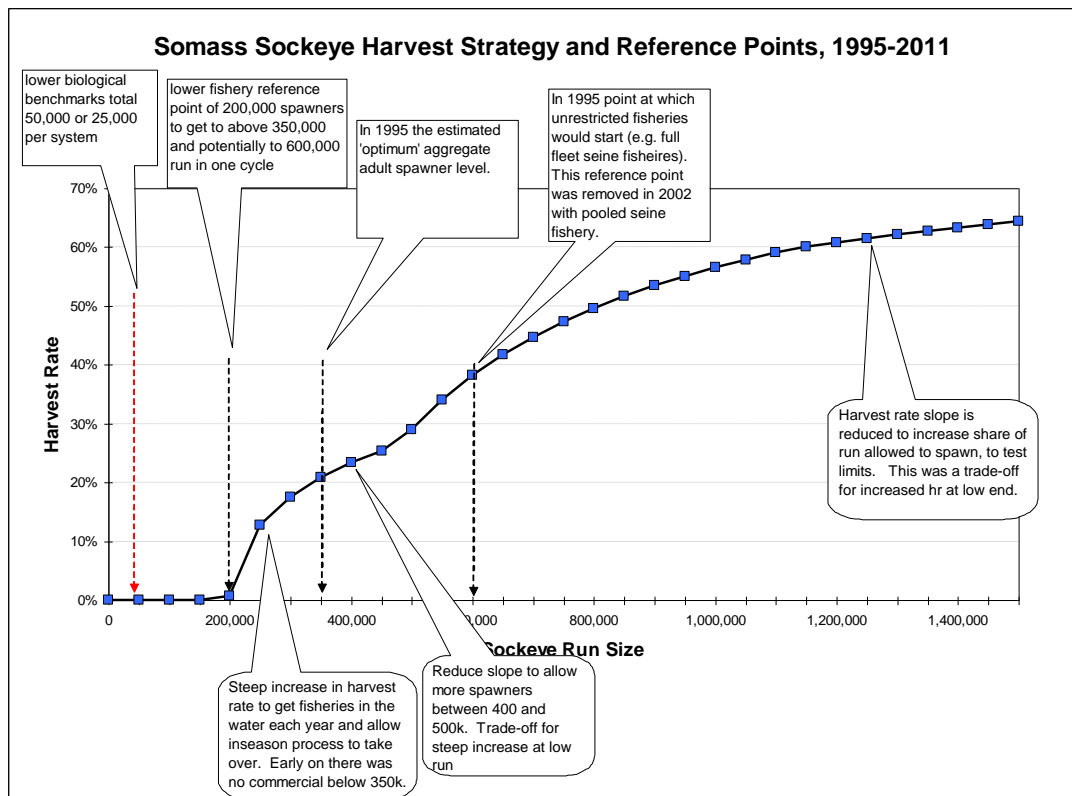 Somass Sockeye Harvest Strategy and Reference Points, 1995-2011
lower biological
benchmarks total
50,000 or 25,000
per system
lower fishery reference
point of 200,000 spawners
to get to above 350,000
and potentially to 600,000
run in one cycle
In 1995 the estimated
'optimum' aggregate
adult spawner level.
In 1995 point at which
unrestricted fisheries
would start (e.g. full
fleet seine fisheires).
This reference point
was removed in 2002
with pooled seine
fishery.
70%
60%
50%
40%
30%
20%
10%
0%
Harvest Rate
Harvest rate slope is
reduced to increase share of
run allowed to spawn, to test
limits. This was a trade-off
for increased hr at low end.
0
200,000
400,000
0,000
800,000
1,000,000
1,200,000
1,400,000
Sockeye Run Size
Steep increase in harvest
rate to get fisheries in the
water each year and allow
inseason process to take
over. Early on there was
no commercial below 350k.
Reduce slope to allow
more spawners
between 400 and
500k. Trade-off for
steep increase at low
run